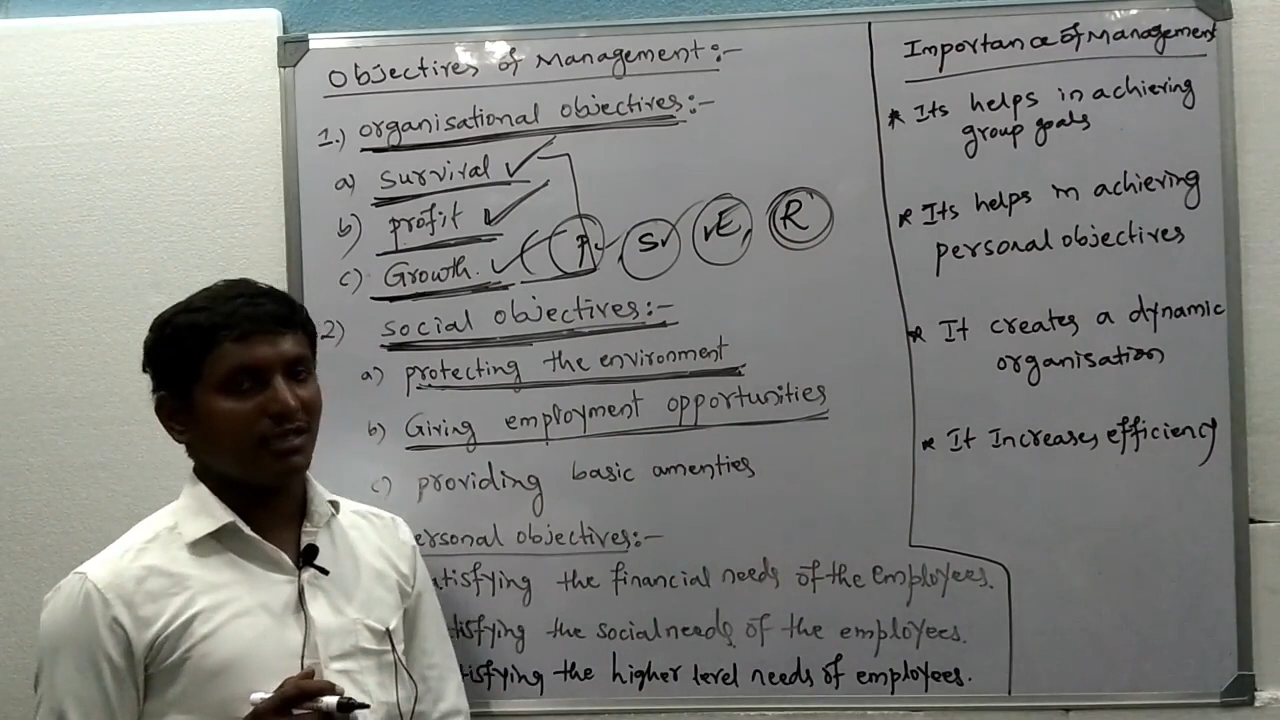 Objectives of Management:-
1.) organisational objectives:-
a) survival ✓
b) profit ✓
c) Growth. ✓
P S E R
2) social objectives:-
a) protecting the environment
b) Giving employment opportunities
c) providing basic amenties
ersonal objectives:-
atisfying the financial needs of the employees.
tisfying the social needs of the employees.
tisfying the higher level needs of employees.
Importance of Management
* Its helps in achieving
group goals
* Its helps in achieving
personal objectives
* It creates a dynamic
organisation
* It Increases efficiency